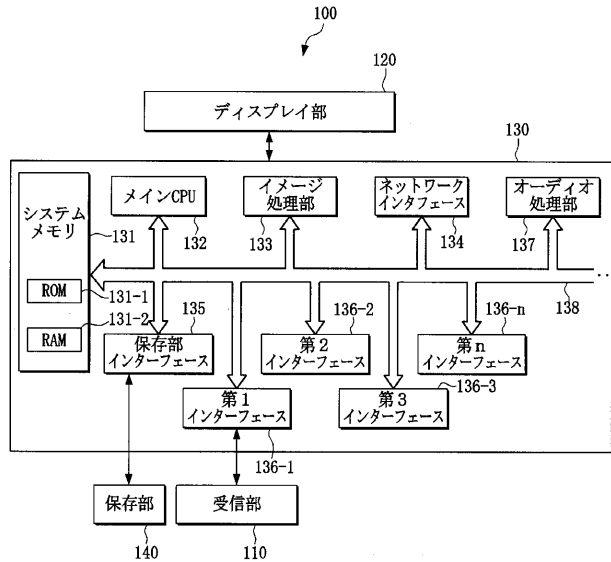 100
120
ディスプレイ部
130
システム
メモリ
131
ROM
131-1
RAM
131-2
メインCPU
132
イメージ
処理部
133
ネットワーク
インタフェース
134
オーディオ
処理部
137
138
135
保存部
インターフェース
136-2
第2
インターフェース
136-n
第n
インターフェース
第1
インターフェース
136-1
第3
インターフェース
136-3
保存部
140
受信部
110